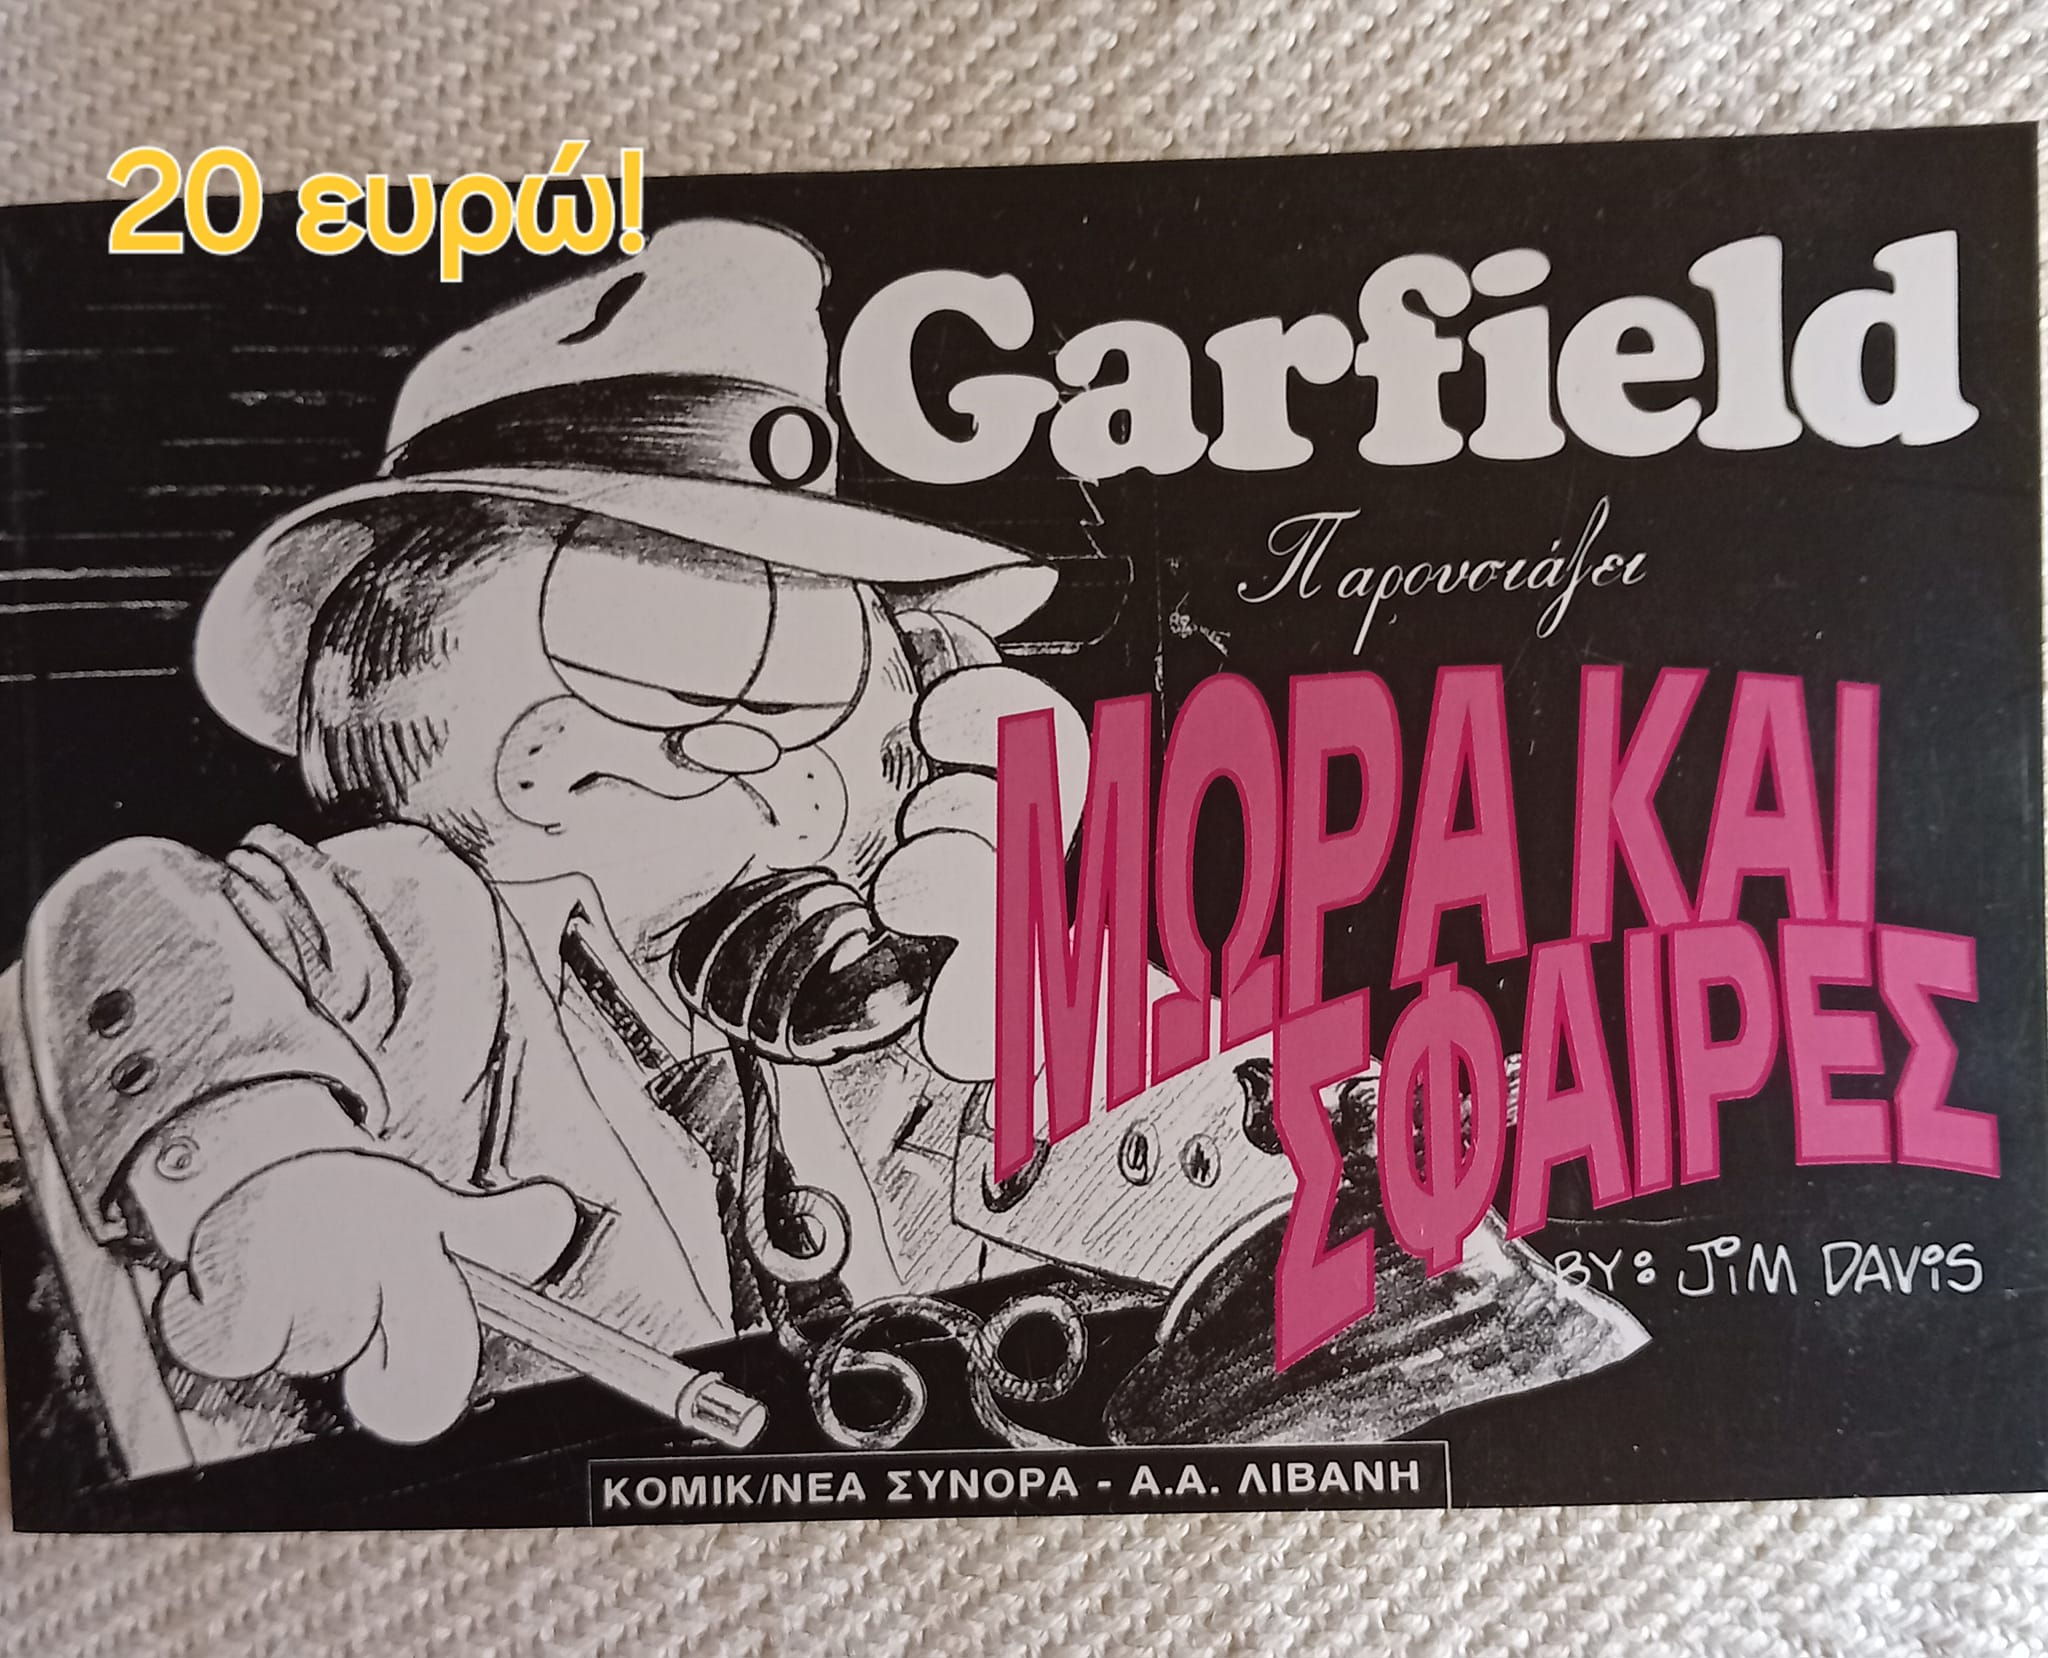 20 ευρώ!
Ο Garfield
Παρουσιάζει
ΜΩΡΑ ΚΑΙ
ΣΦΑΙΡΕΣ
BY: JIM DAVIS
ΚΟΜΙΚ/ΝΕΑ ΣΥΝΟΡΑ - Α.Α. ΛΙΒΑΝΗ